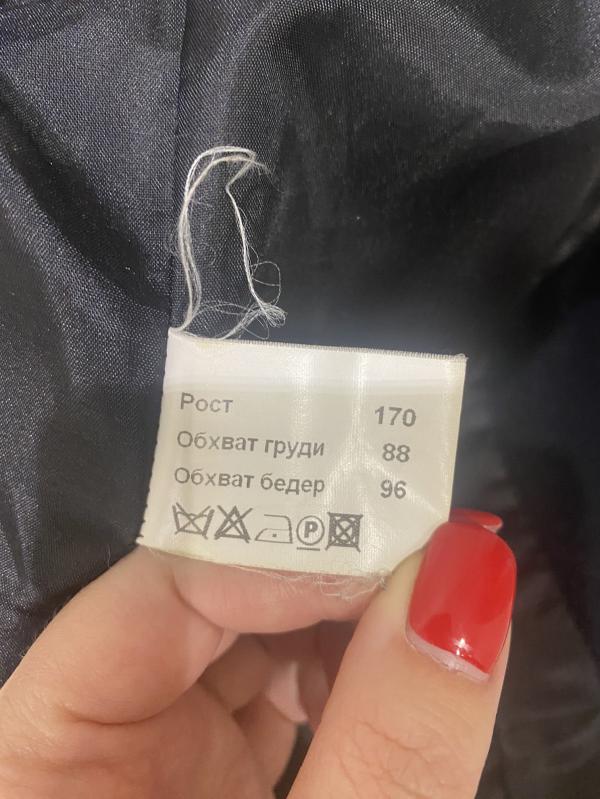 Рост 170
Обхват груди 88
Обхват бедер 96
P